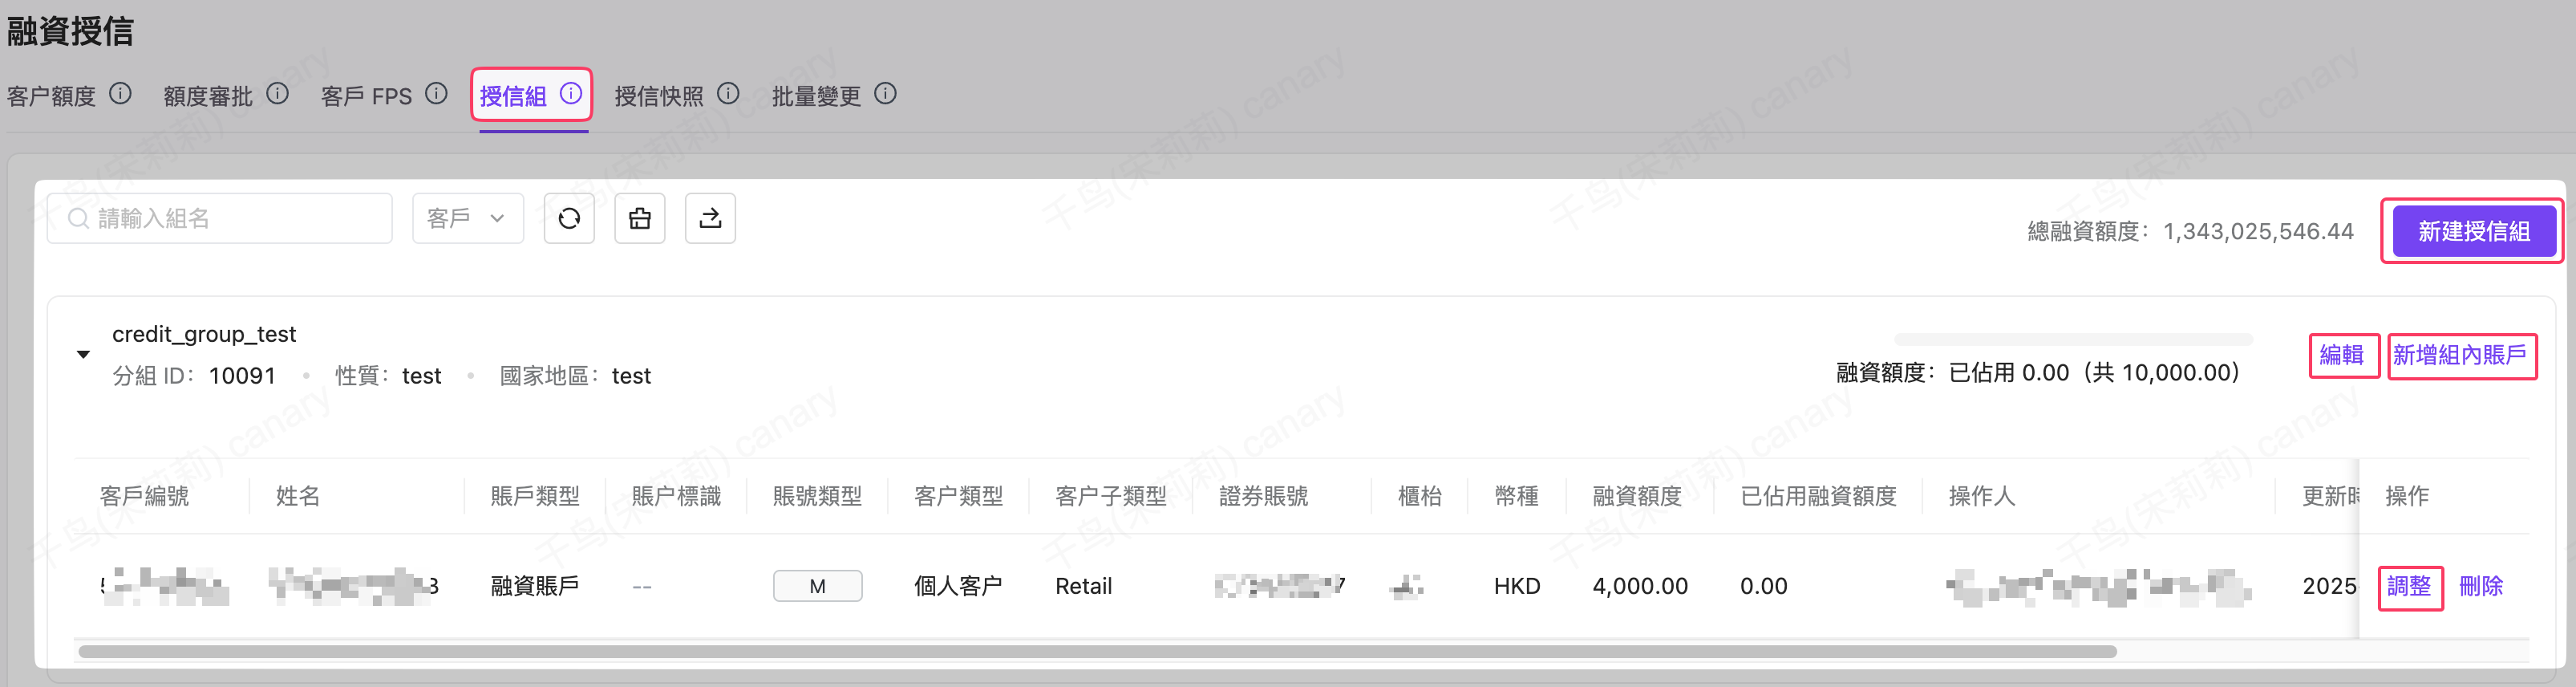 融資授信
客户額度 額度審批 客戶 FPS 授信組 授信快照 批量變更
請輸入組名 客戶 總融資額度：1,343,025,546.44 新建授信組
credit_group_test
分組 ID：10091 • 性質：test • 國家地區：test
融資額度：已佔用 0.00（共 10,000.00） 編輯 新增組內賬戶
客戶編號 姓名 賬戶類型 賬户標識 賬號類型 客户類型 客户子類型 證券賬號 櫃枱 幣種 融資額度 已佔用融資額度 操作人 更新時 操作
融資賬戶 -- M 個人客户 Retail HKD 4,000.00 0.00 2025- 調整 刪除
千鸟(宋莉莉) canary